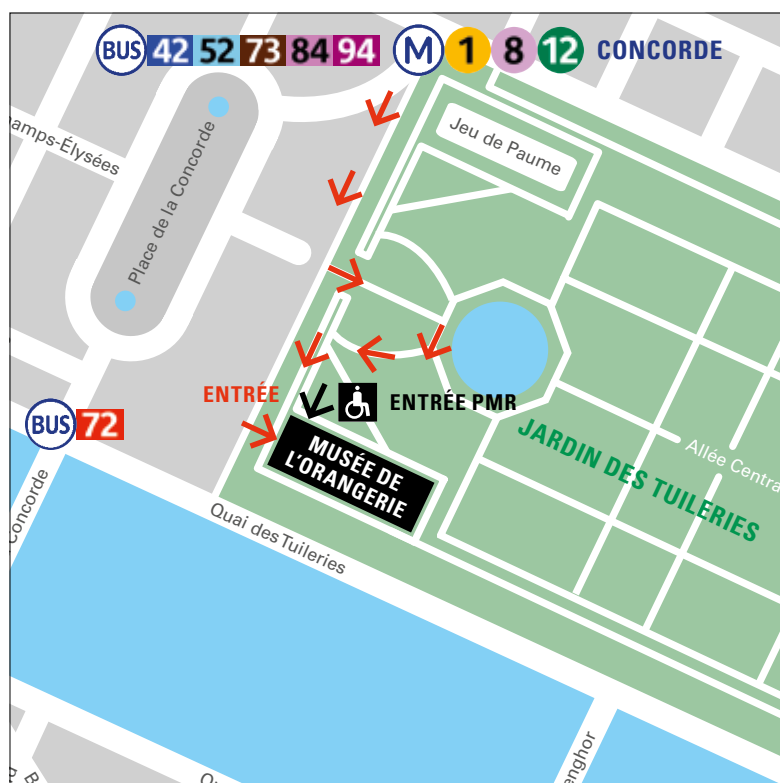 BUS 42 52 73 84 94 M 1 8 12 CONCORDE
Jeu de Paume
amps-Élysées
Place de la Concorde
ENTRÉE
ENTRÉE PMR
BUS 72
MUSÉE DE
L'ORANGERIE
JARDIN DES TUILERIES
Allée Centra
Concorde
Quai des Tuileries
enghor